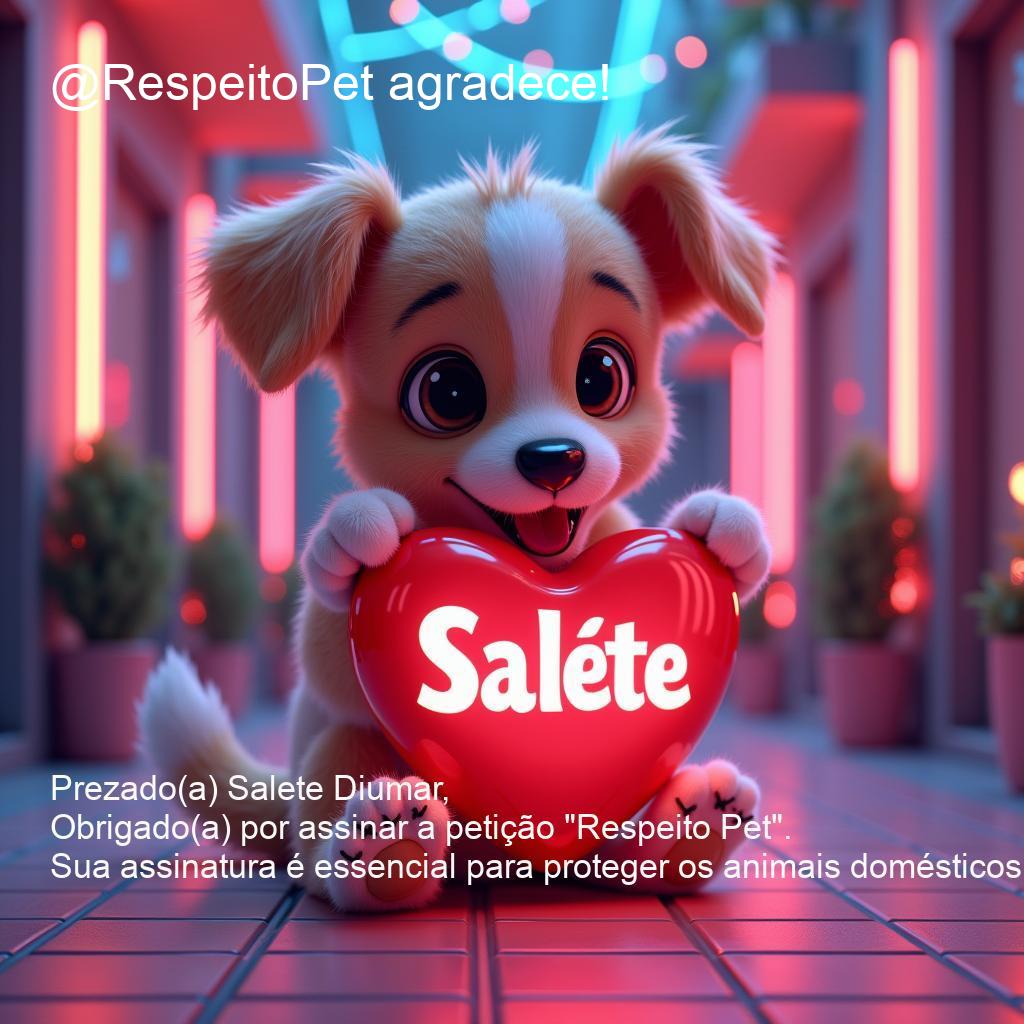 @RespeitoPet agradece!
Saléte
Prezado(a) Salete Diumar,
Obrigado(a) por assinar a petição "Respeito Pet".
Sua assinatura é essencial para proteger os animais domésticos